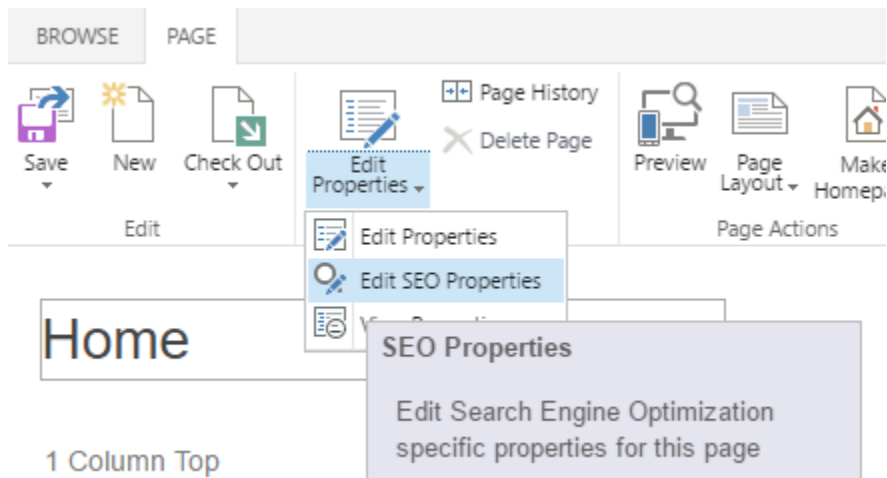 BROWSE PAGE
Save
New
Check Out
Edit
Properties
Page History
Delete Page
Preview
Page
Layout
Make
Edit
Page Actions
Edit Properties
Edit SEO Properties
Home
SEO Properties
Edit Search Engine Optimization
specific properties for this page
1 Column Top